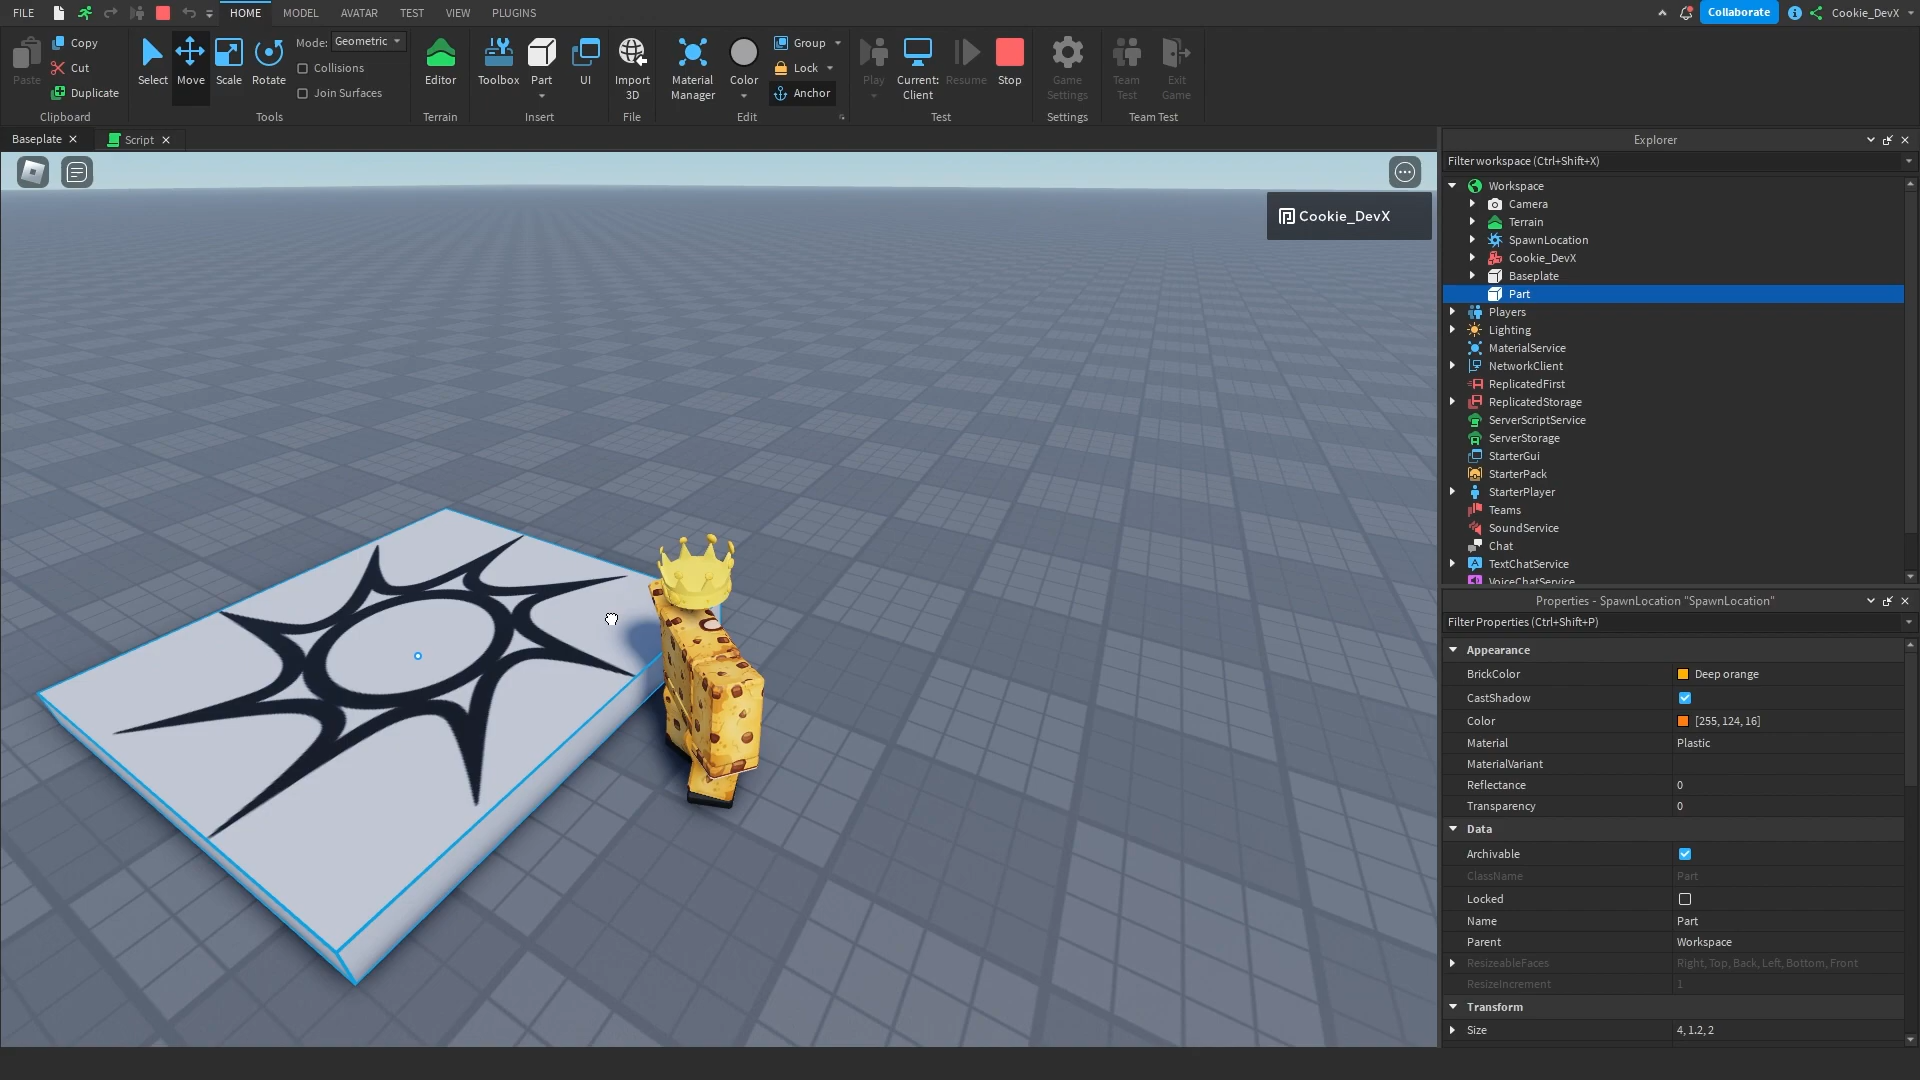 FILE HOME MODEL AVATAR TEST VIEW PLUGINS Collaborate Cookie_DevX
Paste Copy Cut Duplicate
Clipboard
Select Move Scale Rotate
Mode: Geometric
Collisions
Join Surfaces
Tools
Editor
Terrain
Toolbox Part UI
Insert
Import
3D
File
Material
Manager
Color
Group
Lock
Anchor
Edit
Play
Current:
Client
Resume Stop
Test
Game
Settings
Settings
Team
Test
Exit
Game
Team Test
Baseplate Script
Cookie_DevX
Explorer
Filter workspace (Ctrl+Shift+X)
Workspace
Camera
Terrain
SpawnLocation
Cookie_DevX
Baseplate
Part
Players
Lighting
MaterialService
NetworkClient
ReplicatedFirst
ReplicatedStorage
ServerScriptService
ServerStorage
StarterGui
StarterPack
StarterPlayer
Teams
SoundService
Chat
TextChatService
VoiceChatService
Properties - SpawnLocation "SpawnLocation"
Filter Properties (Ctrl+Shift+P)
Appearance
BrickColor Deep orange
CastShadow
Color [255, 124, 16]
Material Plastic
MaterialVariant
Reflectance 0
Transparency 0
Data
Archivable
ClassName Part
Locked
Name Part
Parent Workspace
ResizeableFaces Right, Top, Back, Left, Bottom, Front
ResizeIncrement 1
Transform
Size 4, 1.2, 2